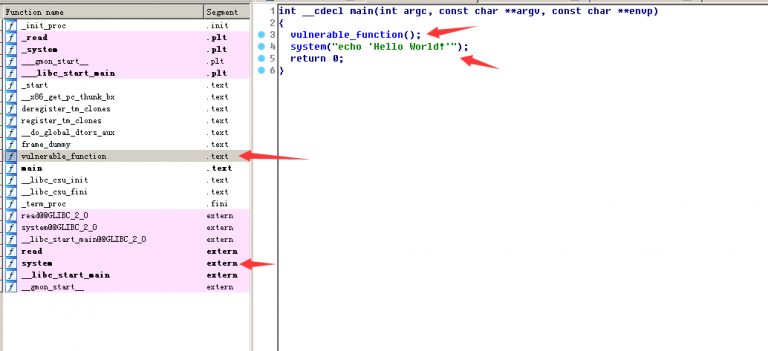 Function name Segment
f _init_proc .init
f _read .plt
f _system .plt
f ___gmon_start__ .plt
f ___libc_start_main .plt
f _start .text
f __x86_get_pc_thunk_bx .text
f deregister_tm_clones .text
f register_tm_clones .text
f __do_global_dtors_aux .text
f frame_dummy .text
f vulnerable_function .text
f main .text
f __libc_csu_init .text
f __libc_csu_fini .text
f _term_proc .fini
f read@@GLIBC_2_0 extern
f system@@GLIBC_2_0 extern
f __libc_start_main@@GLIBC_2_0 extern
f read extern
f system extern
f __libc_start_main extern
f __gmon_start__ extern
1 int __cdecl main(int argc, const char **argv, const char **envp)
2 {
3 vulnerable_function();
4 system("echo 'Hello World!'");
5 return 0;
6 }